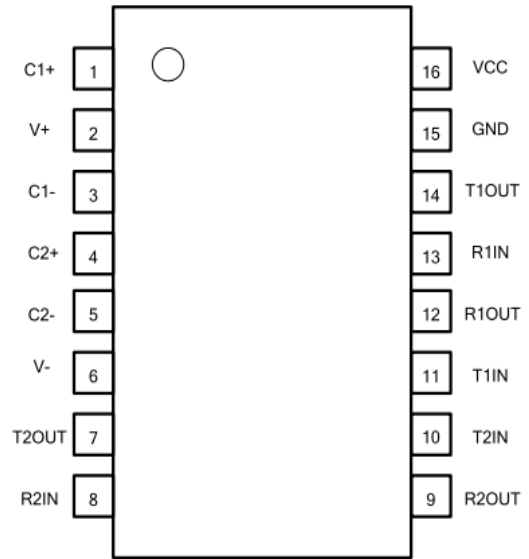 C1+ 1 16 VCC
V+ 2 15 GND
C1- 3 14 T1OUT
C2+ 4 13 R1IN
C2- 5 12 R1OUT
V- 6 11 T1IN
T2OUT 7 10 T2IN
R2IN 8 9 R2OUT